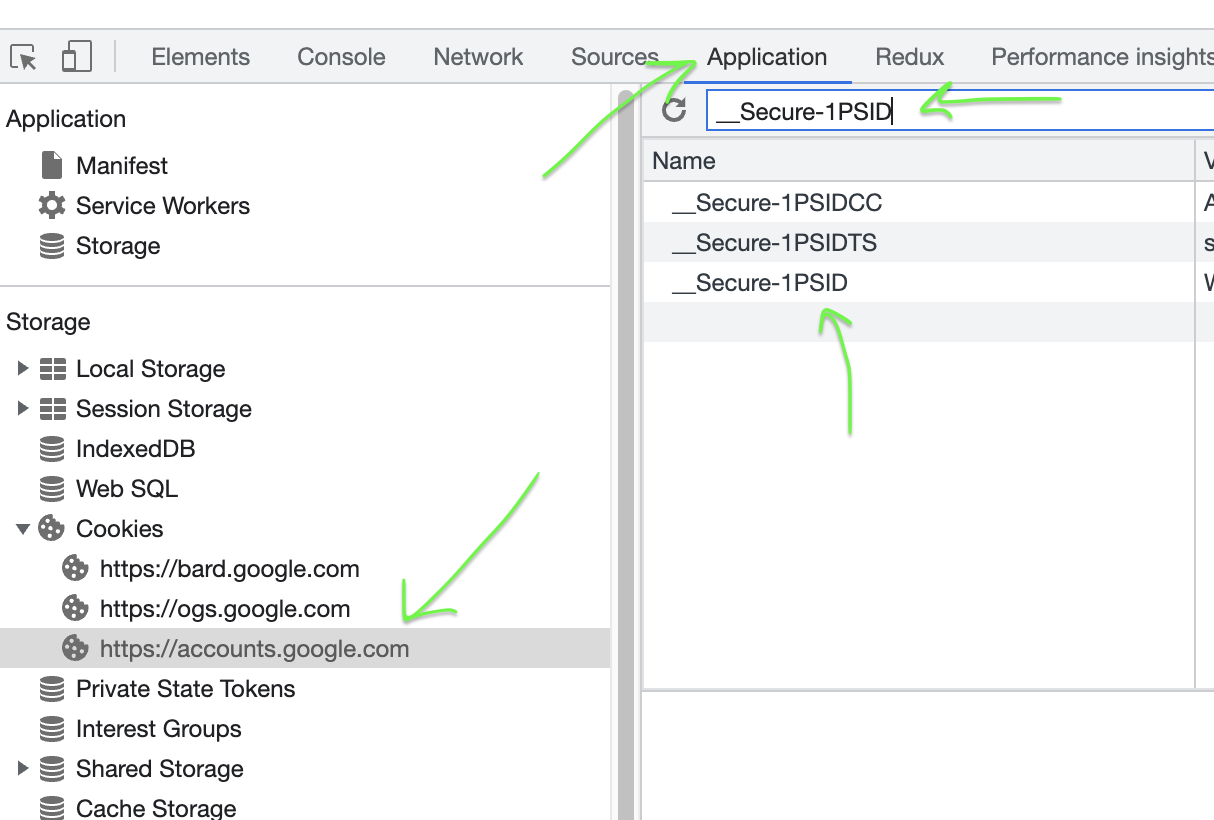 Elements Console Network Sources Application Redux Performance insights
Application
Manifest
Service Workers
Storage
Storage
Local Storage
Session Storage
IndexedDB
Web SQL
Cookies
https://bard.google.com
https://ogs.google.com
https://accounts.google.com
Private State Tokens
Interest Groups
Shared Storage
Cache Storage
__Secure-1PSID
Name V
__Secure-1PSIDCC A
__Secure-1PSIDTS s
__Secure-1PSID W